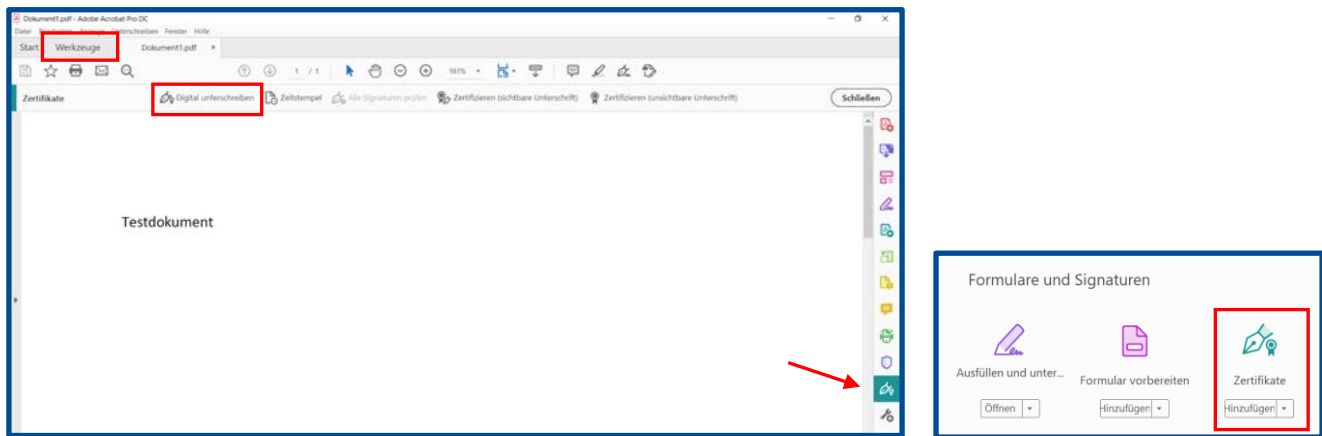 Dokument1.pdf - Adobe Acrobat Pro DC
Datei Bearbeiten Anzeige Unterschreiben Fenster Hilfe
Start Werkzeuge Dokument1.pdf ×
1 / 1 161%
Zertifikate Digital unterschreiben Zeitstempel Alle Signaturen prüfen Zertifizieren (sichtbare Unterschrift) Zertifizieren (unsichtbare Unterschrift) Schließen
Testdokument
Formulare und Signaturen
Ausfüllen und unter... Formular vorbereiten Zertifikate
Öffnen Hinzufügen Hinzufügen